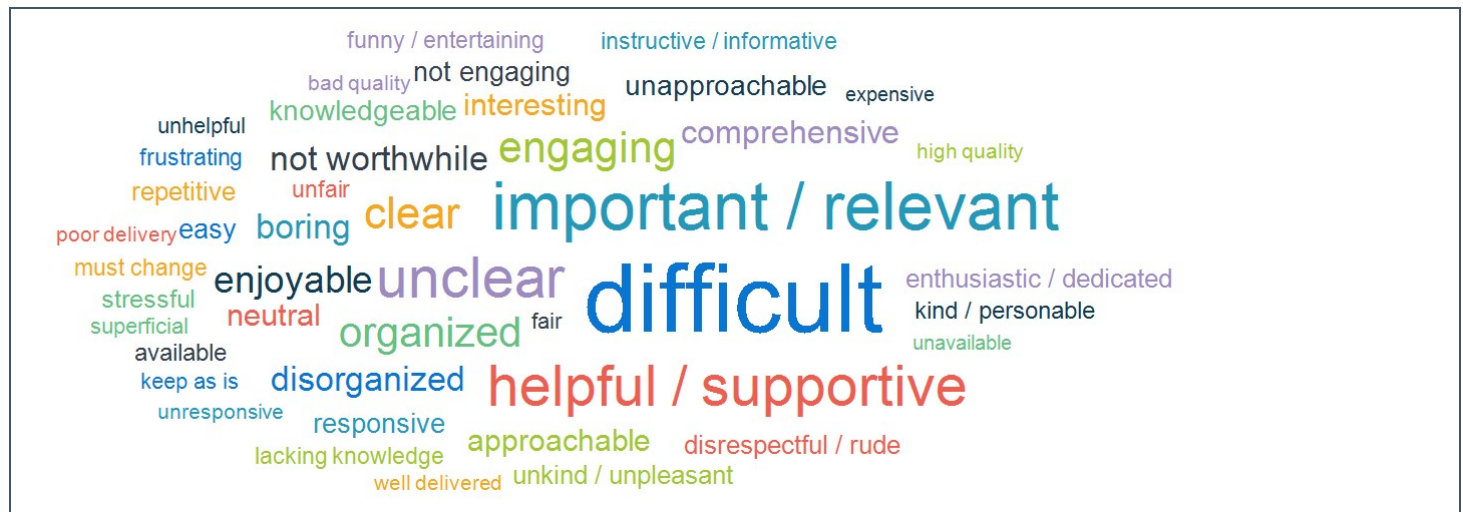 funny / entertaining instructive / informative
bad quality not engaging unapproachable expensive
knowledgeable interesting
unhelpful engaging comprehensive
frustrating not worthwhile high quality
repetitive unfair important / relevant
poor delivery easy boring clear
must change enjoyable unclear difficult enthusiastic / dedicated
stressful neutral organized fair kind / personable
superficial unavailable
available
keep as is disorganized helpful / supportive
unresponsive responsive
lacking knowledge approachable disrespectful / rude
well delivered unkind / unpleasant